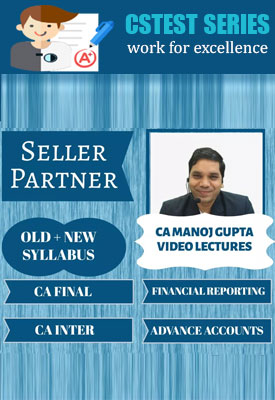 CSTEST SERIES
work for excellence
A+
SELLER
PARTNER
OLD + NEW
SYLLABUS
CA MANOJ GUPTA
VIDEO LECTURES
CA FINAL
FINANCIAL REPORTING
CA INTER
ADVANCE ACCOUNTS